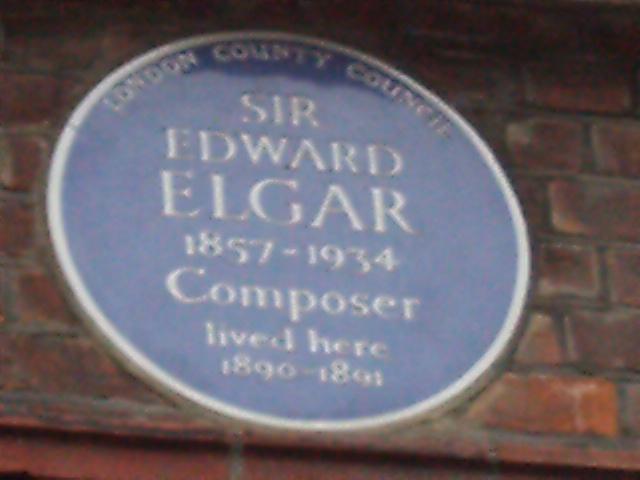 LONDON COUNTY COUNCIL
SIR
EDWARD
ELGAR
1857-1934
Composer
lived here
1890-1891